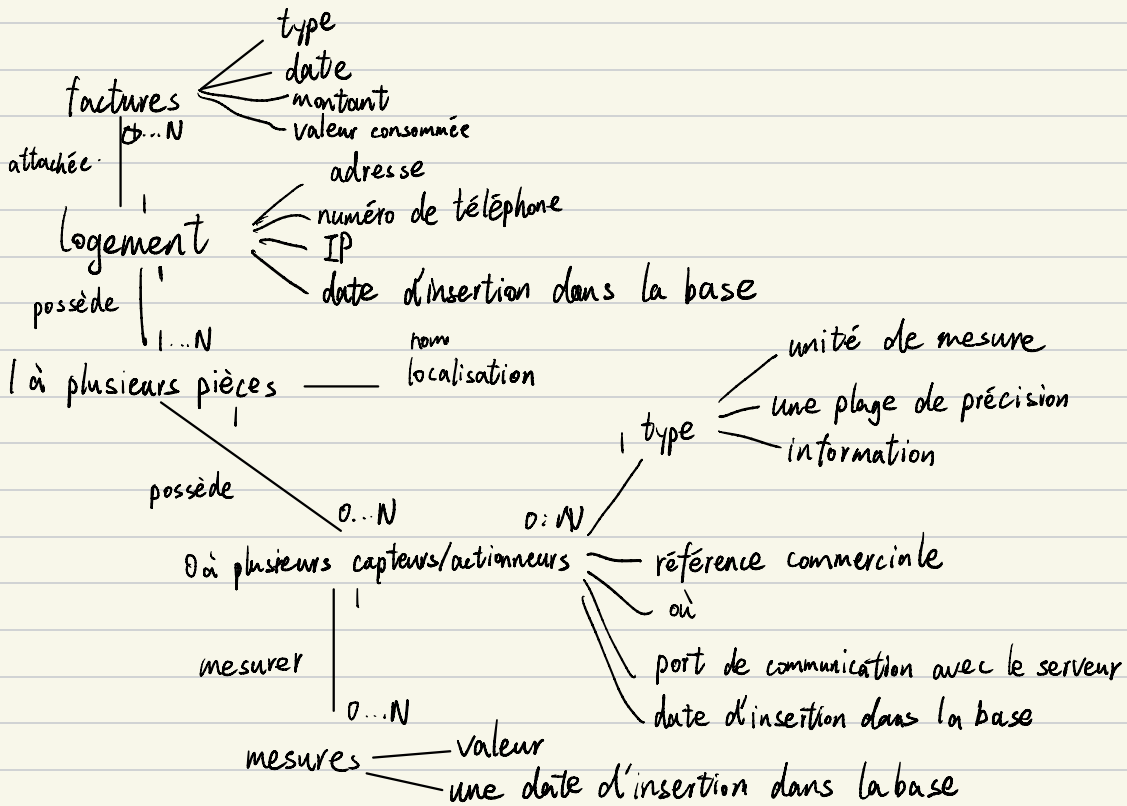 type
date
factures
montant
0...N
valeur consommée
attachée
adresse
1
numéro de téléphone
logement
IP
1
date d'insertion dans la base
possède
1...N
nom
unité de mesure
localisation
1 à plusieurs pièces
une plage de précision
1
1 type
information
possède
0...N
0:N
0 à plusieurs capteurs/actionneurs
référence commerciale
1
où
mesurer
port de communication avec le serveur
0...N
date d'insertion dans la base
mesures
valeur
une date d'insertion dans la base